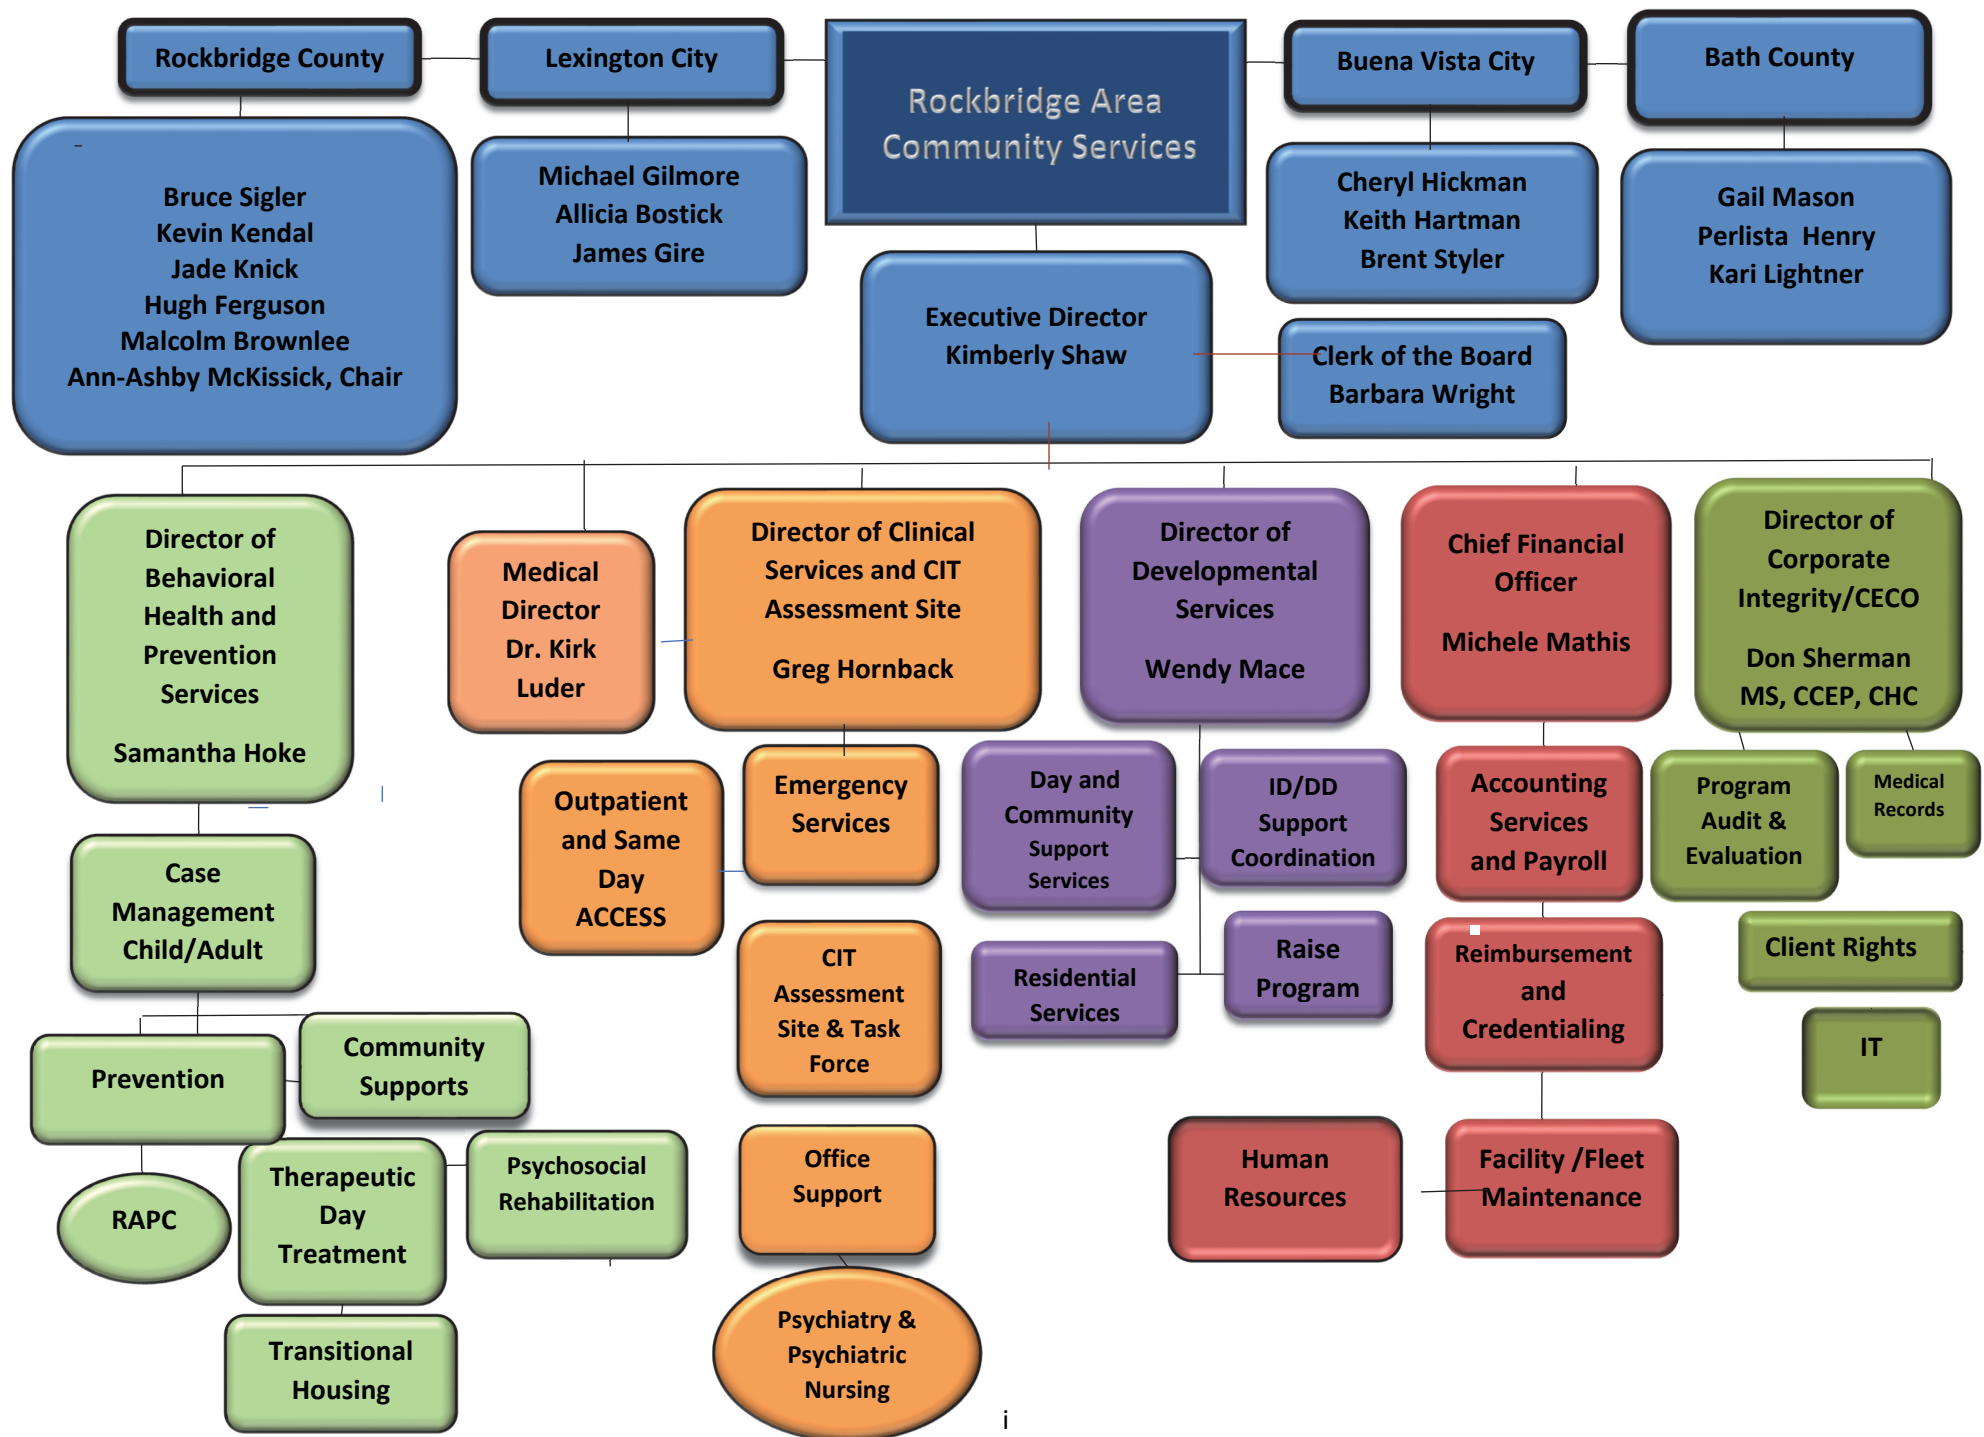 Rockbridge County
Lexington City
Rockbridge Area
Community Services
Buena Vista City
Bath County
Bruce Sigler
Kevin Kendal
Jade Knick
Hugh Ferguson
Malcolm Brownlee
Ann-Ashby McKissick, Chair
Michael Gilmore
Allicia Bostick
James Gire
Cheryl Hickman
Keith Hartman
Brent Styler
Gail Mason
Perlista Henry
Kari Lightner
Executive Director
Kimberly Shaw
Clerk of the Board
Barbara Wright
Director of
Behavioral
Health and
Prevention
Services
Samantha Hoke
Medical
Director
Dr. Kirk
Luder
Director of Clinical
Services and CIT
Assessment Site
Greg Hornback
Director of
Developmental
Services
Wendy Mace
Chief Financial
Officer
Michele Mathis
Director of
Corporate
Integrity/CECO
Don Sherman
MS, CCEP, CHC
Case
Management
Child/Adult
Outpatient
and Same
Day
ACCESS
Emergency
Services
Day and
Community
Support
Services
ID/DD
Support
Coordination
Accounting
Services
and Payroll
Program
Audit &
Evaluation
Medical
Records
Prevention
Community
Supports
CIT
Assessment
Site & Task
Force
Residential
Services
Raise
Program
Reimbursement
and
Credentialing
Client Rights
IT
RAPC
Therapeutic
Day
Treatment
Psychosocial
Rehabilitation
Office
Support
Human
Resources
Facility /Fleet
Maintenance
Transitional
Housing
Psychiatry &
Psychiatric
Nursing
i